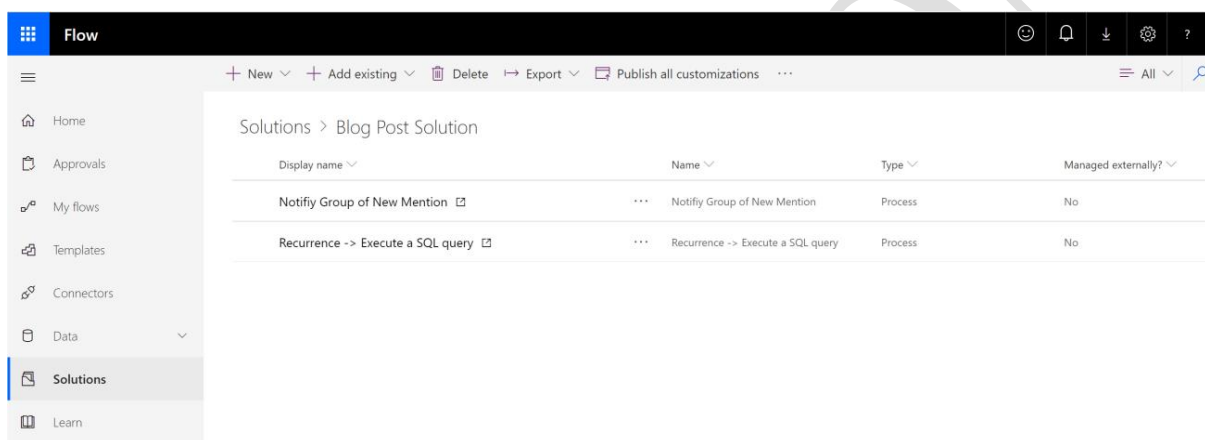 Flow
?
New Add existing Delete Export Publish all customizations ... All
Home
Approvals
My flows
Templates
Connectors
Data
Solutions
Learn
Solutions > Blog Post Solution
Display name Name Type Managed externally?
Notifiy Group of New Mention ... Notifiy Group of New Mention Process No
Recurrence -> Execute a SQL query ... Recurrence -> Execute a SQL query Process No